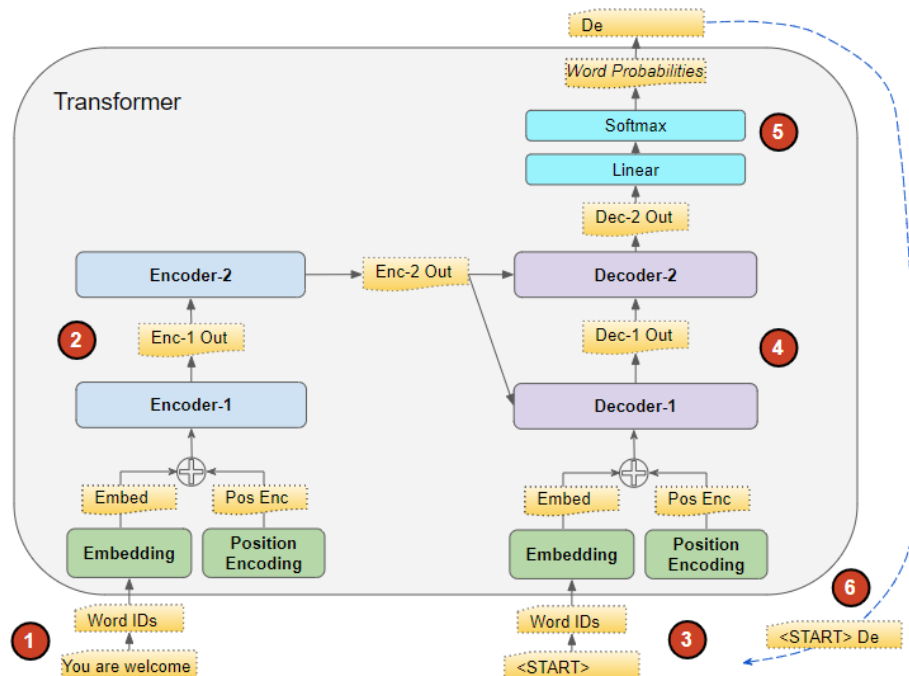 De
Word Probabilities
Transformer
Softmax
5
Linear
Dec-2 Out
Encoder-2
Enc-2 Out
Decoder-2
2
Enc-1 Out
Dec-1 Out
4
Encoder-1
Decoder-1
Embed
Pos Enc
Embed
Pos Enc
Embedding
Position
Encoding
Embedding
Position
Encoding
6
1
Word IDs
Word IDs
3
<START> De
You are welcome
<START>